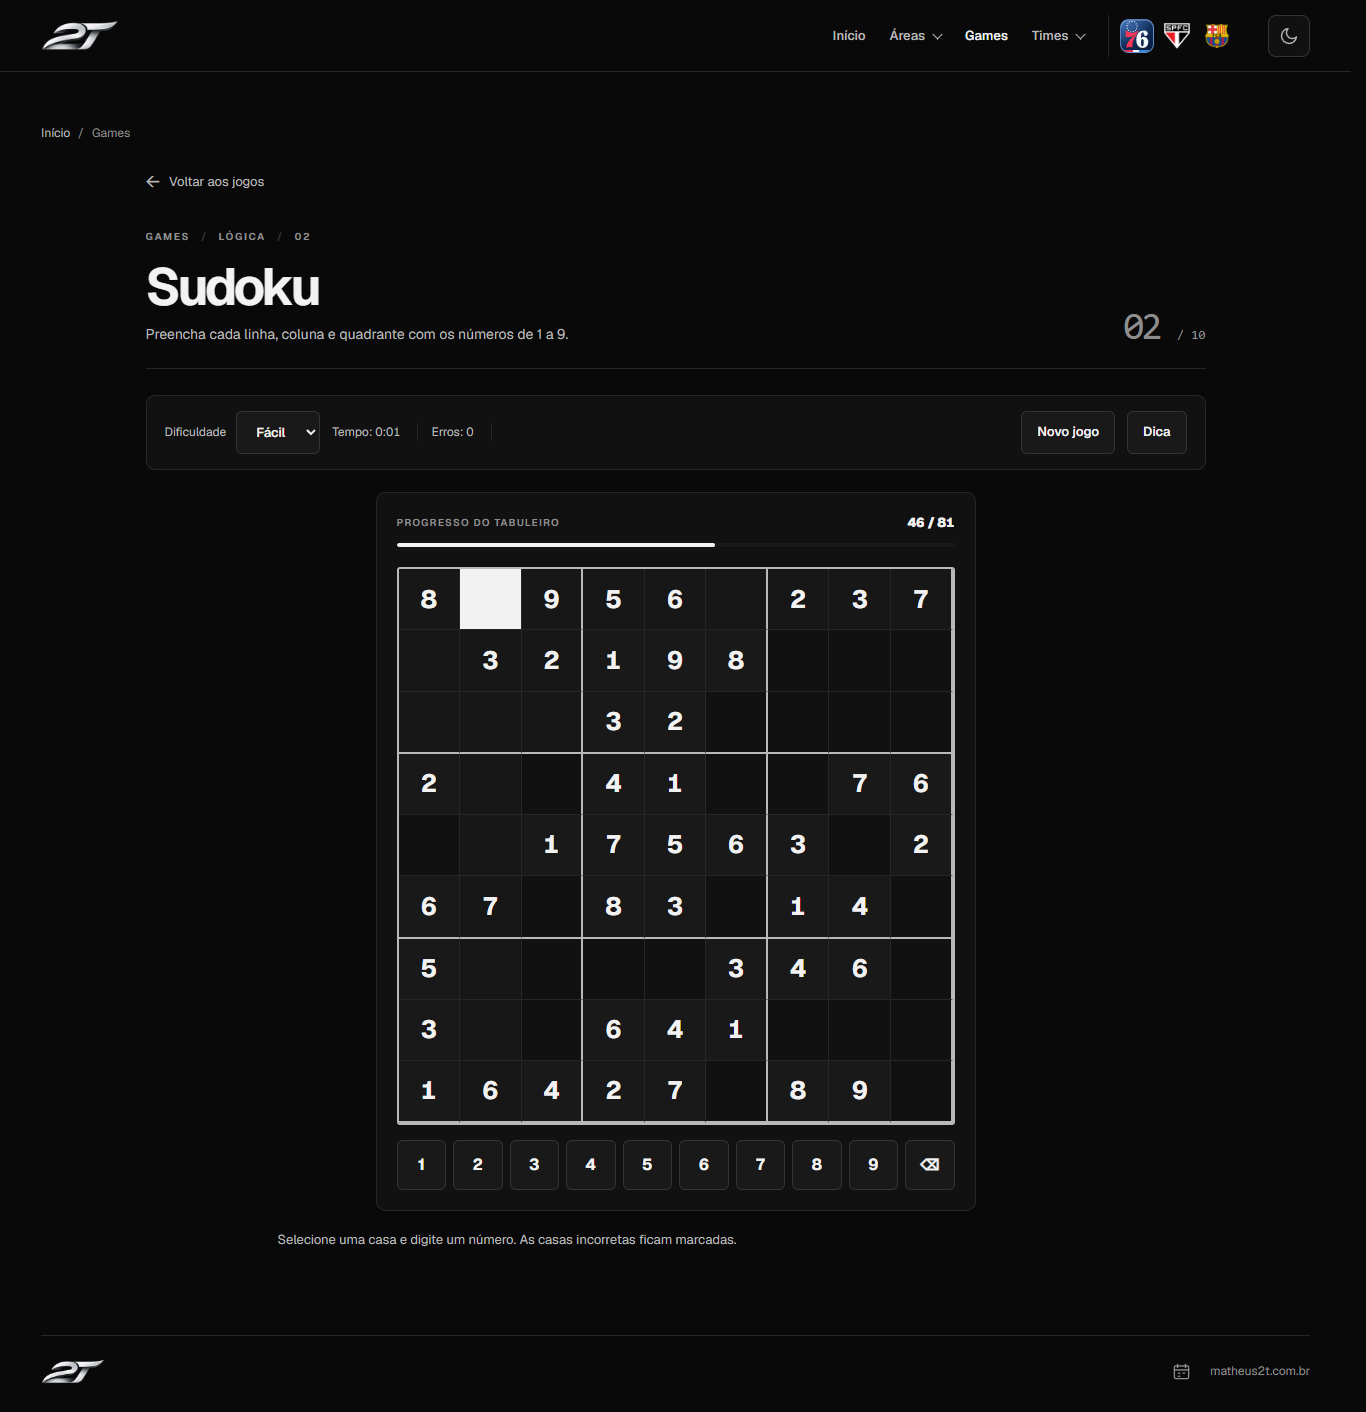 2T
Início Áreas Games Times 76 SPFC
Início / Games
← Voltar aos jogos
GAMES / LÓGICA / 02
Sudoku
Preencha cada linha, coluna e quadrante com os números de 1 a 9.
02 / 10
Dificuldade Fácil Tempo: 0:01 Erros: 0 Novo jogo Dica
PROGRESSO DO TABULEIRO 46 / 81
8 9 5 6 2 3 7
3 2 1 9 8
3 2
2 4 1 7 6
1 7 5 6 3 2
6 7 8 3 1 4
5 3 4 6
3 6 4 1
1 6 4 2 7 8 9
1 2 3 4 5 6 7 8 9 ⌫
Selecione uma casa e digite um número. As casas incorretas ficam marcadas.
2T matheus2t.com.br